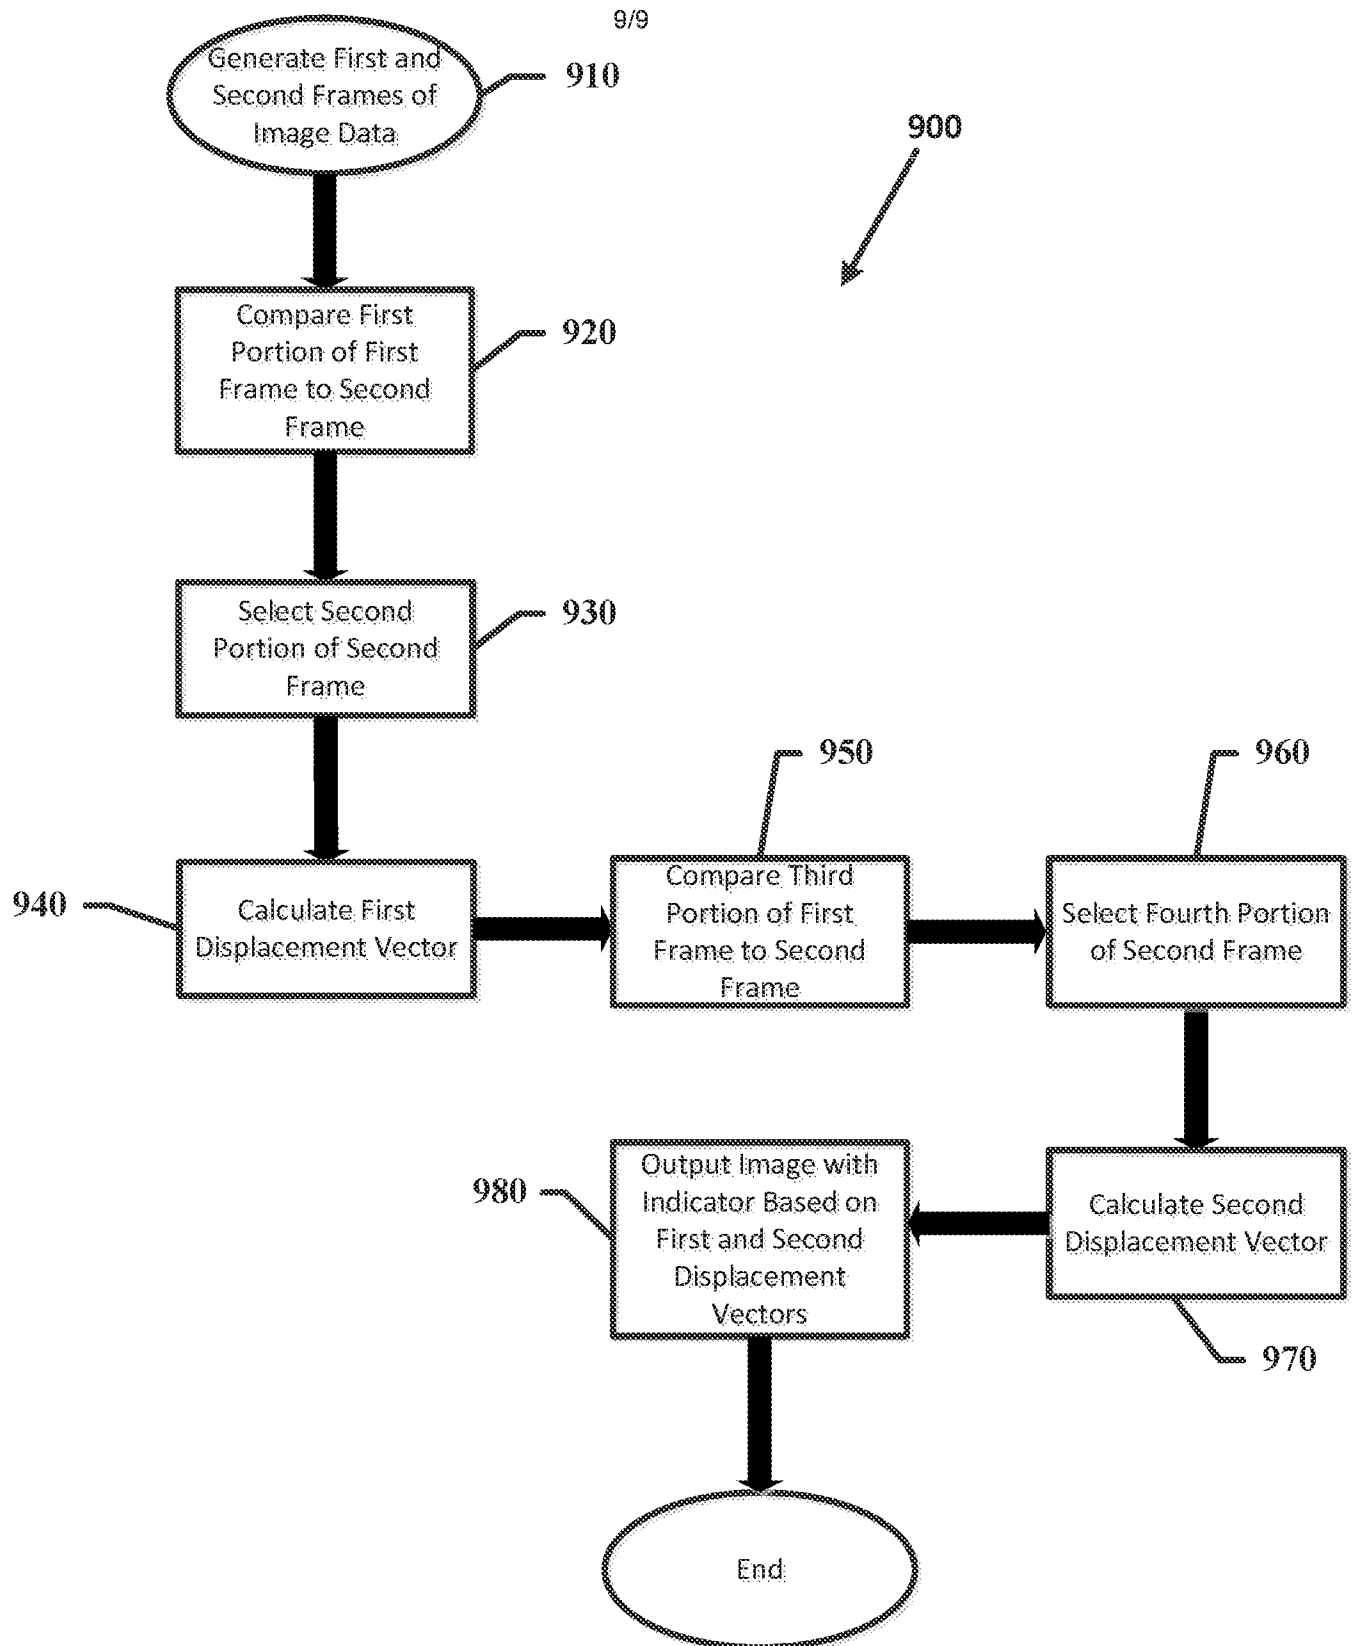 9/9
Generate First and
Second Frames of
Image Data
910
900
Compare First
Portion of First
Frame to Second
Frame
920
Select Second
Portion of Second
Frame
930
940
Calculate First
Displacement Vector
950
Compare Third
Portion of First
Frame to Second
Frame
960
Select Fourth Portion
of Second Frame
980
Output Image with
Indicator Based on
First and Second
Displacement
Vectors
Calculate Second
Displacement Vector
970
End